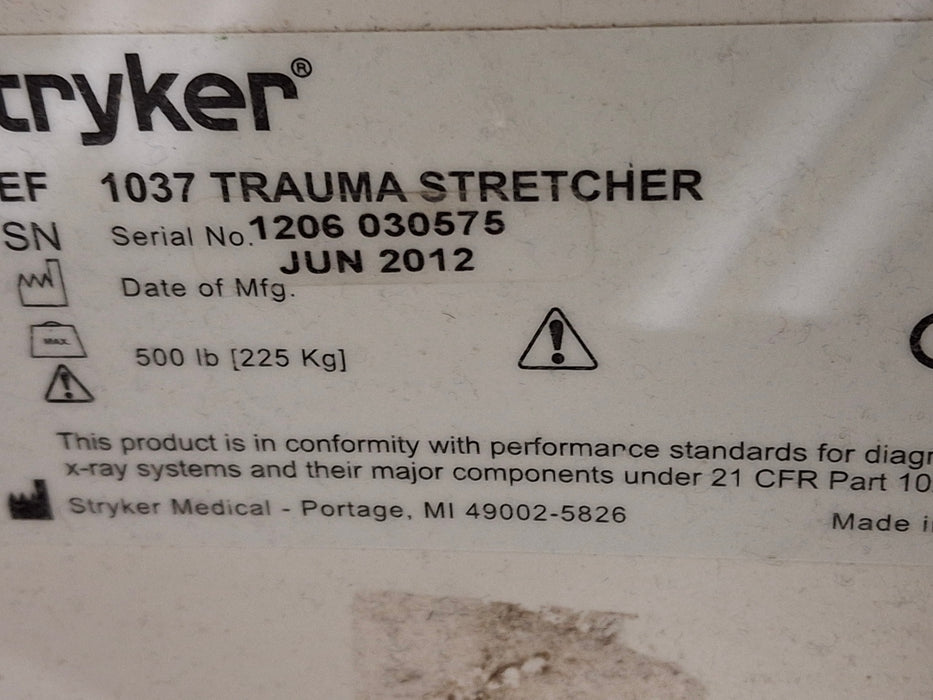 tryker®
EF 1037 TRAUMA STRETCHER
SN Serial No. 1206 030575
JUN 2012
Date of Mfg.
MAX.
500 lb [225 Kg]
This product is in conformity with performance standards for diagr
x-ray systems and their major components under 21 CFR Part 10
Stryker Medical - Portage, MI 49002-5826
Made i